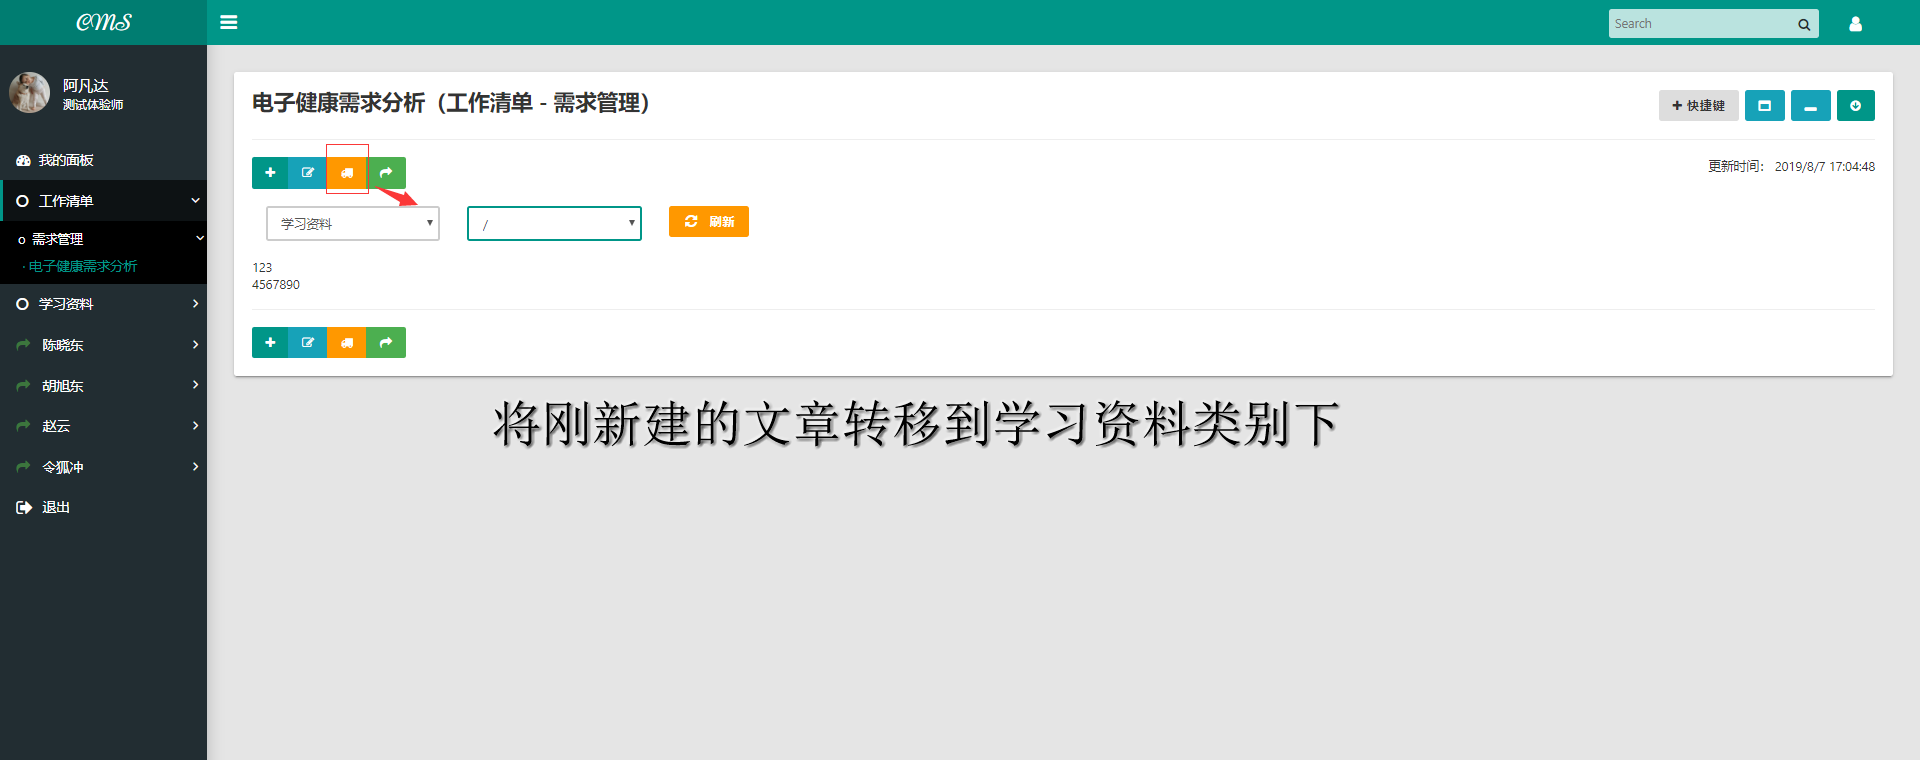 CMS
Search
阿凡达
测试体验师
我的面板
工作清单
需求管理
电子健康需求分析
学习资料
陈晓东
胡旭东
赵云
令狐冲
退出
电子健康需求分析（工作清单 - 需求管理）
快捷键
更新时间： 2019/8/7 17:04:48
学习资料
/
刷新
123
4567890
将刚新建的文章转移到学习资料类别下